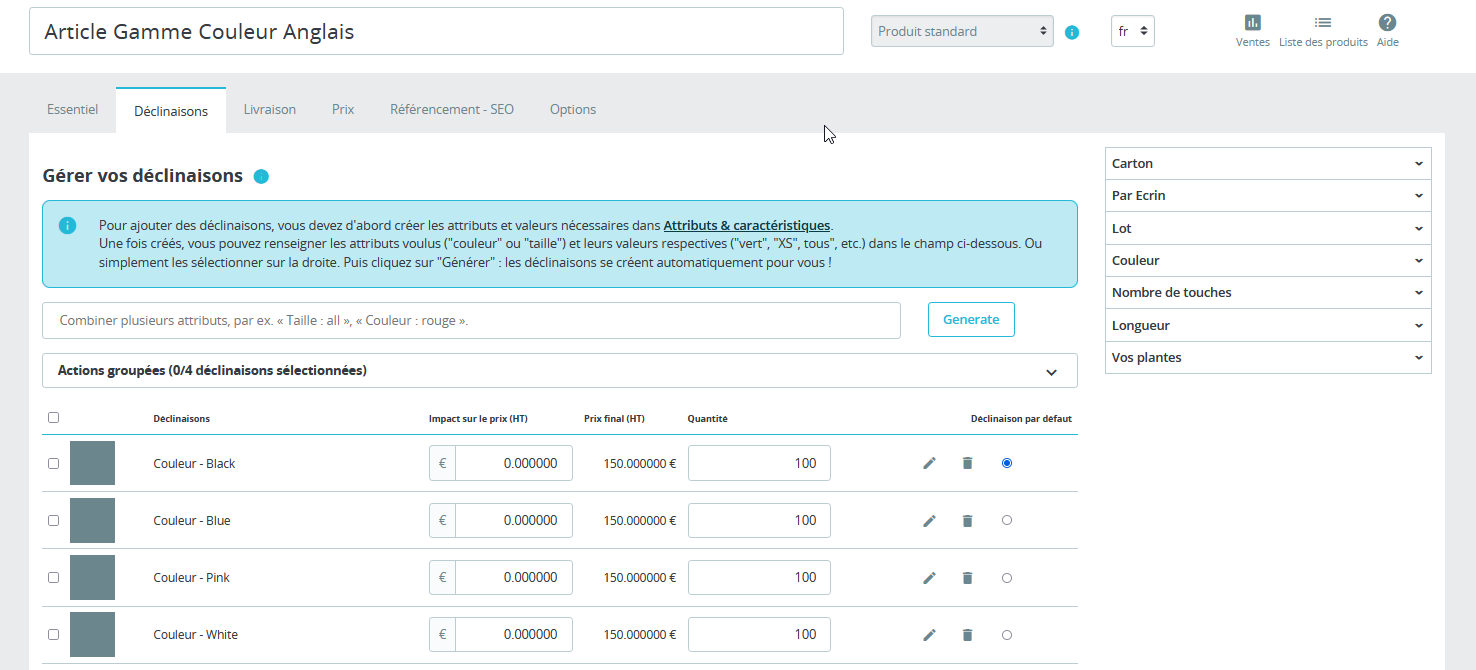 Article Gamme Couleur Anglais
Produit standard
fr
Ventes
Liste des produits
Aide
Essentiel
Déclinaisons
Livraison
Prix
Référencement - SEO
Options
Gérer vos déclinaisons
Pour ajouter des déclinaisons, vous devez d'abord créer les attributs et valeurs nécessaires dans Attributs & caractéristiques.
Une fois créés, vous pouvez renseigner les attributs voulus ("couleur" ou "taille") et leurs valeurs respectives ("vert", "XS", tous", etc.) dans le champ ci-dessous. Ou
simplement les sélectionner sur la droite. Puis cliquez sur "Générer" : les déclinaisons se créent automatiquement pour vous !
Combiner plusieurs attributs, par ex. « Taille : all », « Couleur : rouge ».
Generate
Actions groupées (0/4 déclinaisons sélectionnées)
Déclinaisons
Impact sur le prix (HT)
Prix final (HT)
Quantité
Déclinaison par défaut
Couleur - Black
€
0.000000
150.000000 €
100
Couleur - Blue
€
0.000000
150.000000 €
100
Couleur - Pink
€
0.000000
150.000000 €
100
Couleur - White
€
0.000000
150.000000 €
100
Carton
Par Ecrin
Lot
Couleur
Nombre de touches
Longueur
Vos plantes